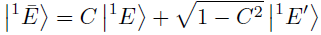 |¹Ē⟩ = C |¹E⟩ + √(1 − C²) |¹E′⟩